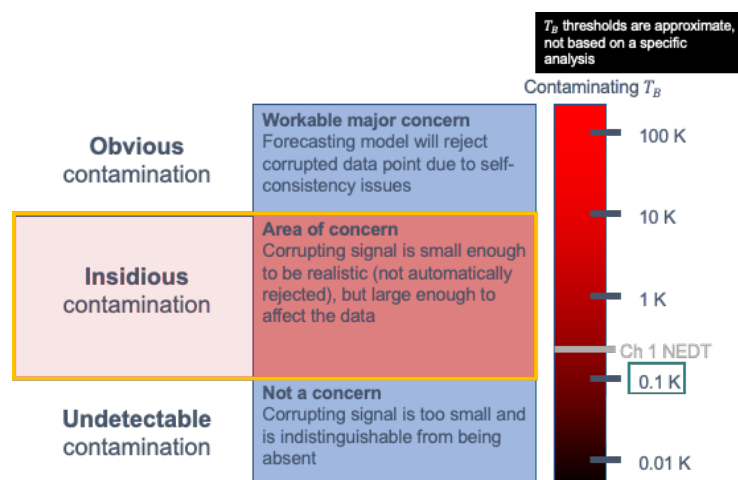 T_B thresholds are approximate,
not based on a specific
analysis
Contaminating T_B
Obvious
contamination
Workable major concern
Forecasting model will reject
corrupted data point due to self-
consistency issues
Insidious
contamination
Area of concern
Corrupting signal is small enough
to be realistic (not automatically
rejected), but large enough to
affect the data
Undetectable
contamination
Not a concern
Corrupting signal is too small and
is indistinguishable from being
absent
100 K
10 K
1 K
Ch 1 NEDT
0.1 K
0.01 K